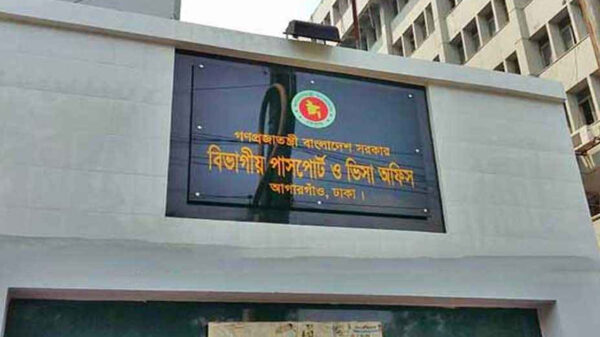 গণপ্রজাতন্ত্রী বাংলাদেশ সরকার
বিভাগীয় পাসপোর্ট ও ভিসা অফিস
আগারগাঁও, ঢাকা।